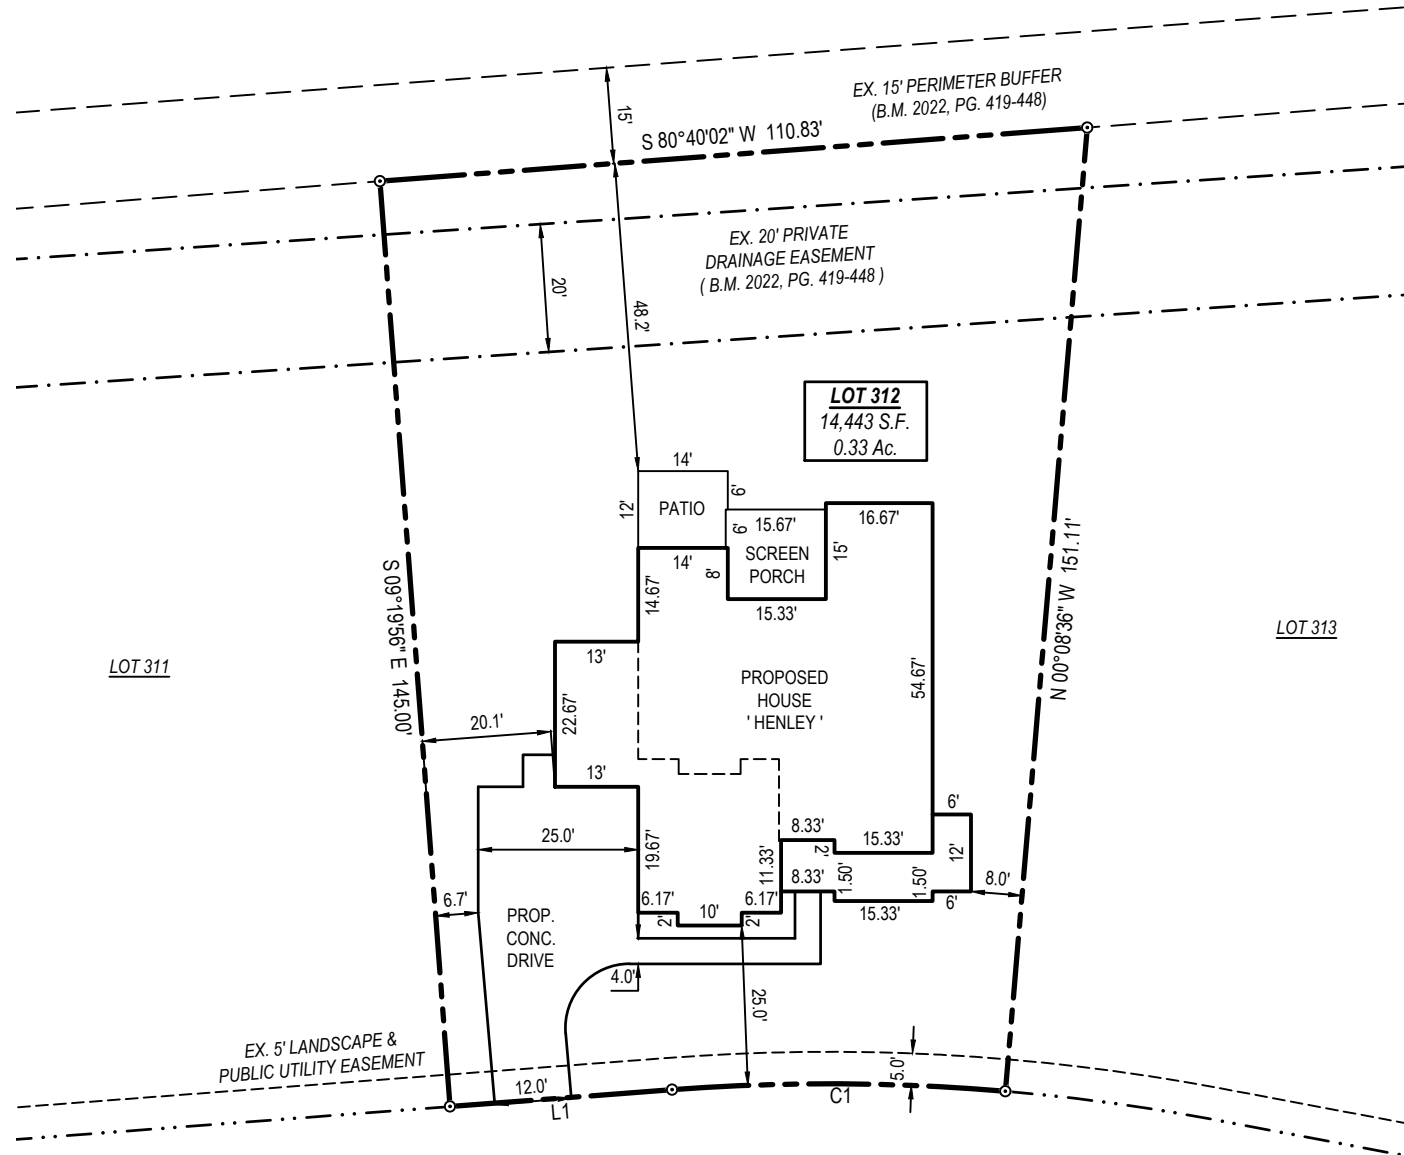 EX. 15' PERIMETER BUFFER
(B.M. 2022, PG. 419-448)
15'
S 80°40'02" W 110.83'
EX. 20' PRIVATE
DRAINAGE EASEMENT
( B.M. 2022, PG. 419-448 )
20'
48.2'
LOT 312
14,443 S.F.
0.33 Ac.
14'
12'
PATIO
6'
6'
15.67'
16.67'
SCREEN
PORCH
15'
14'
8'
15.33'
14.67'
S 09°19'56" E 145.00'
N 00°08'36" W 151.11'
LOT 311
LOT 313
13'
PROPOSED
HOUSE
' HENLEY '
54.67'
22.67'
20.1'
13'
6'
25.0'
19.67'
8.33'
2'
15.33'
12'
11.33'
8.33'
1.50'
1.50'
8.0'
6'
6.7'
6.17'
6.17'
10'
2'
2'
15.33'
PROP.
CONC.
DRIVE
4.0'
25.0'
EX. 5' LANDSCAPE &
PUBLIC UTILITY EASEMENT
5.0'
12.0'
L1
C1